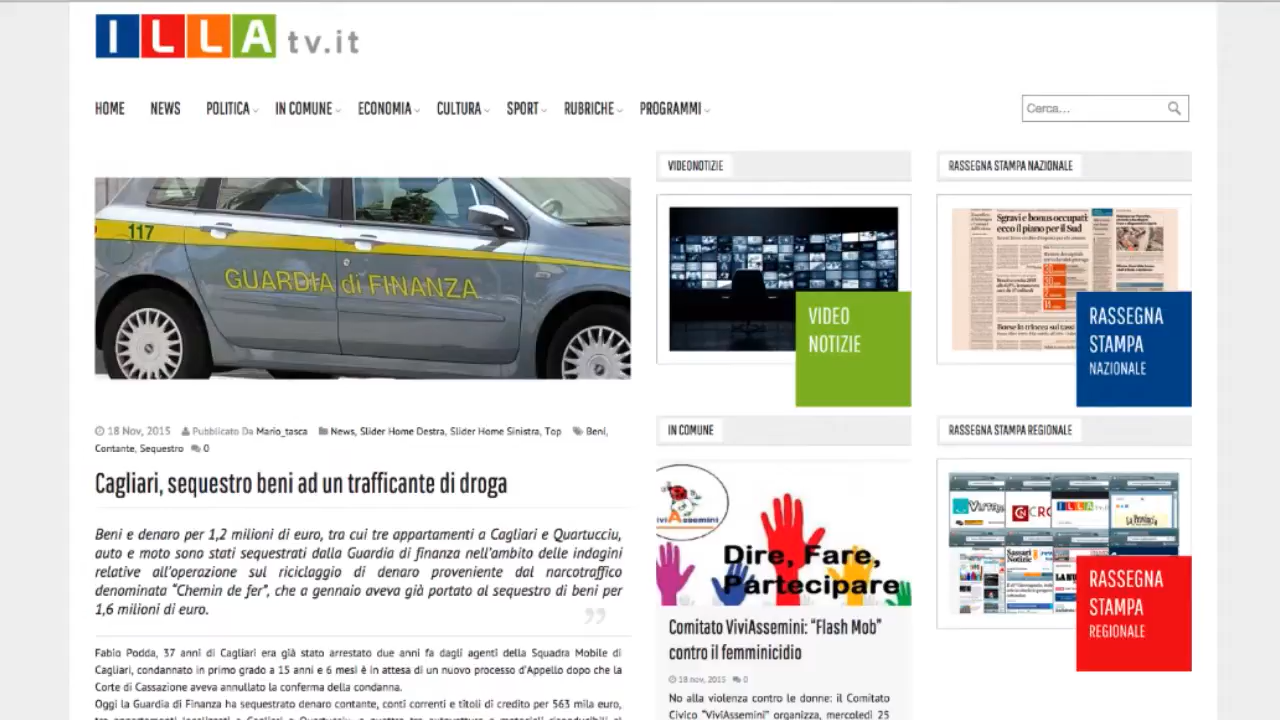 ILLA tv.it
HOME NEWS POLITICA IN COMUNE ECONOMIA CULTURA SPORT RUBRICHE PROGRAMMI
Cerca...
117
GUARDIA di FINANZA
18 Nov, 2015 Pubblicato Da Mario_tasca News, Slider Home Destra, Slider Home Sinistra, Top Beni,
Contante, Sequestro 0
Cagliari, sequestro beni ad un trafficante di droga
Beni e denaro per 1,2 milioni di euro, tra cui tre appartamenti a Cagliari e Quartucciu,
auto e moto sono stati sequestrati dalla Guardia di finanza nell'ambito delle indagini
relative all'operazione sul riciclaggio di denaro proveniente dal narcotraffico
denominata "Chemin de fer", che a gennaio aveva già portato al sequestro di beni per
1,6 milioni di euro.
Fabio Podda, 37 anni di Cagliari era già stato arrestato due anni fa dagli agenti della Squadra Mobile di
Cagliari, condannato in primo grado a 15 anni e 6 mesi è in attesa di un nuovo processo d'Appello dopo che la
Corte di Cassazione aveva annullato la conferma della condanna.
Oggi la Guardia di Finanza ha sequestrato denaro contante, conti correnti e titoli di credito per 563 mila euro,
VIDEONOTIZIE
VIDEO
NOTIZIE
IN COMUNE
Dire, Fare,
Partecipare
Comitato ViviAssemini: "Flash Mob"
contro il femminicidio
18 nov, 2015 0
No alla violenza contro le donne: il Comitato
Civico "ViviAssemini" organizza, mercoledì 25
RASSEGNA STAMPA NAZIONALE
Sgravi e bonus occupati
ecco il piano per il Sud
RASSEGNA
STAMPA
NAZIONALE
RASSEGNA STAMPA REGIONALE
ILLA
Sassari
Notizie
RASSEGNA
STAMPA
REGIONALE